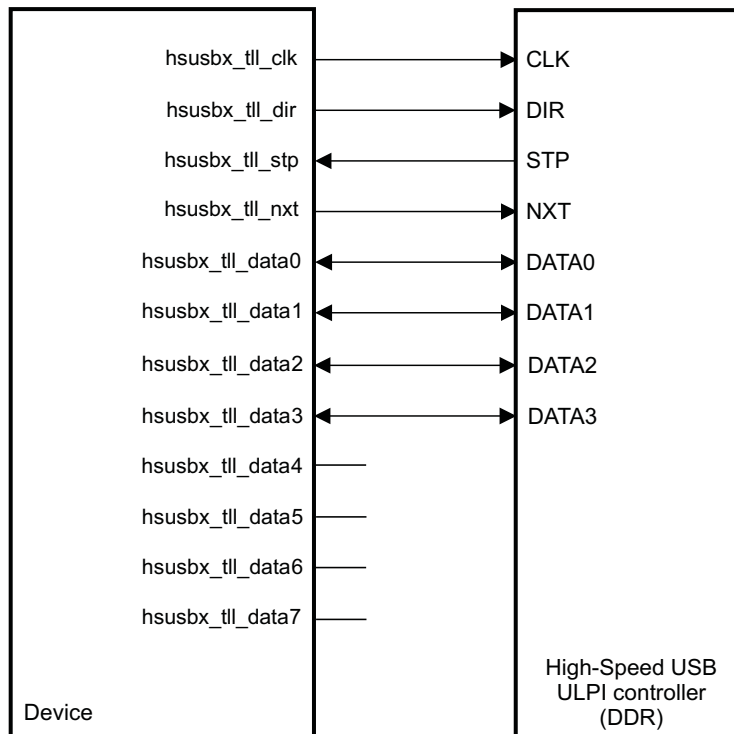 hsusbx_tll_clk CLK
hsusbx_tll_dir DIR
hsusbx_tll_stp STP
hsusbx_tll_nxt NXT
hsusbx_tll_data0 DATA0
hsusbx_tll_data1 DATA1
hsusbx_tll_data2 DATA2
hsusbx_tll_data3 DATA3
hsusbx_tll_data4
hsusbx_tll_data5
hsusbx_tll_data6
hsusbx_tll_data7
Device
High-Speed USB
ULPI controller
(DDR)